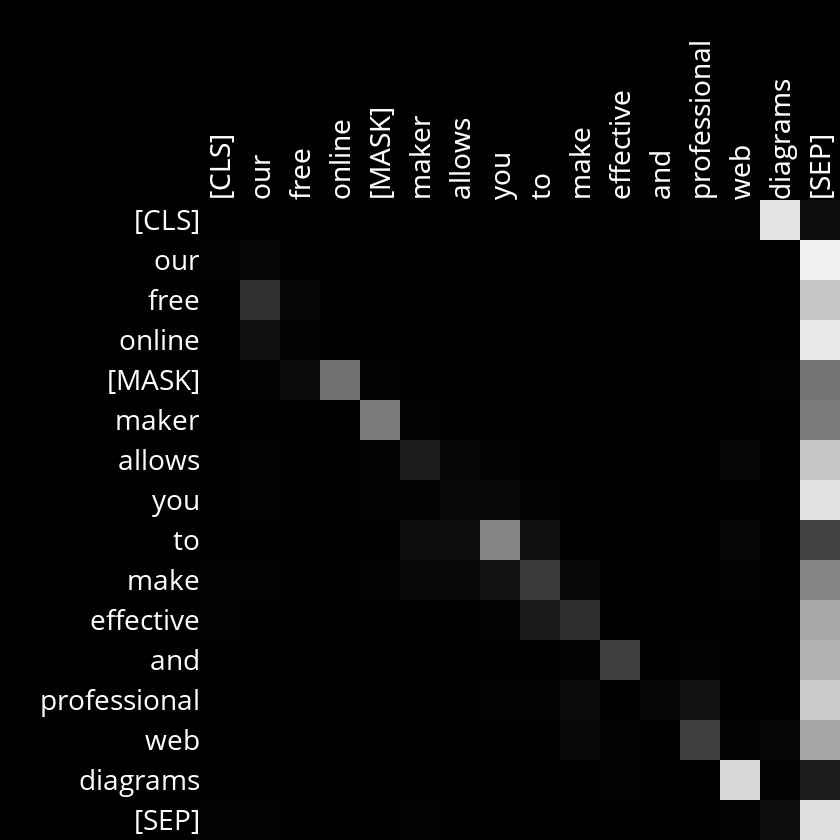 [CLS]
our
free
online
[MASK]
maker
allows
you
to
make
effective
and
professional
web
diagrams
[SEP]
[CLS]
our
free
online
[MASK]
maker
allows
you
to
make
effective
and
professional
web
diagrams
[SEP]